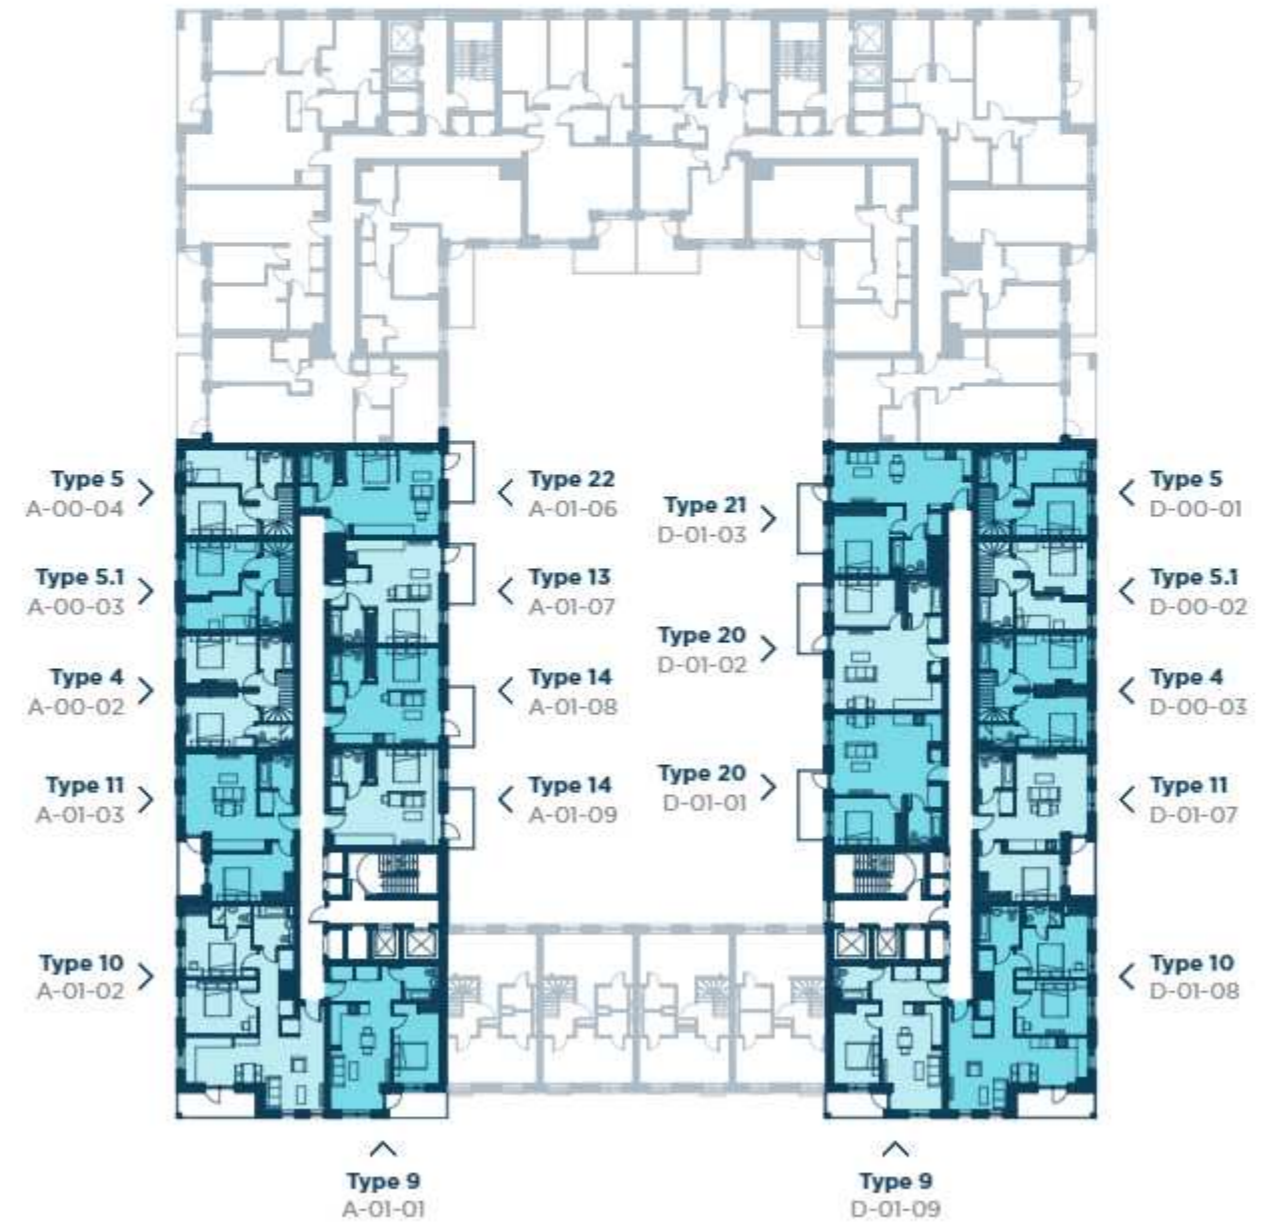 Type 5
A-00-04
Type 5.1
A-00-03
Type 4
A-00-02
Type 11
A-01-03
Type 10
A-01-02
Type 22
A-01-06
Type 13
A-01-07
Type 14
A-01-08
Type 14
A-01-09
Type 21
D-01-03
Type 20
D-01-02
Type 20
D-01-01
Type 5
D-00-01
Type 5.1
D-00-02
Type 4
D-00-03
Type 11
D-01-07
Type 10
D-01-08
Type 9
A-01-01
Type 9
D-01-09